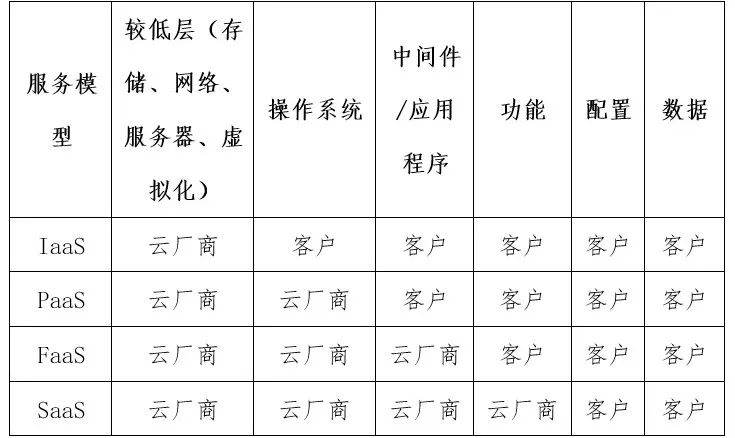 服务模
型
较低层（存
储、网络、
服务器、虚
拟化）
操作系统
中间件
/应用
程序
功能
配置
数据
IaaS 云厂商 客户 客户 客户 客户 客户
PaaS 云厂商 云厂商 客户 客户 客户 客户
FaaS 云厂商 云厂商 云厂商 客户 客户 客户
SaaS 云厂商 云厂商 云厂商 云厂商 客户 客户